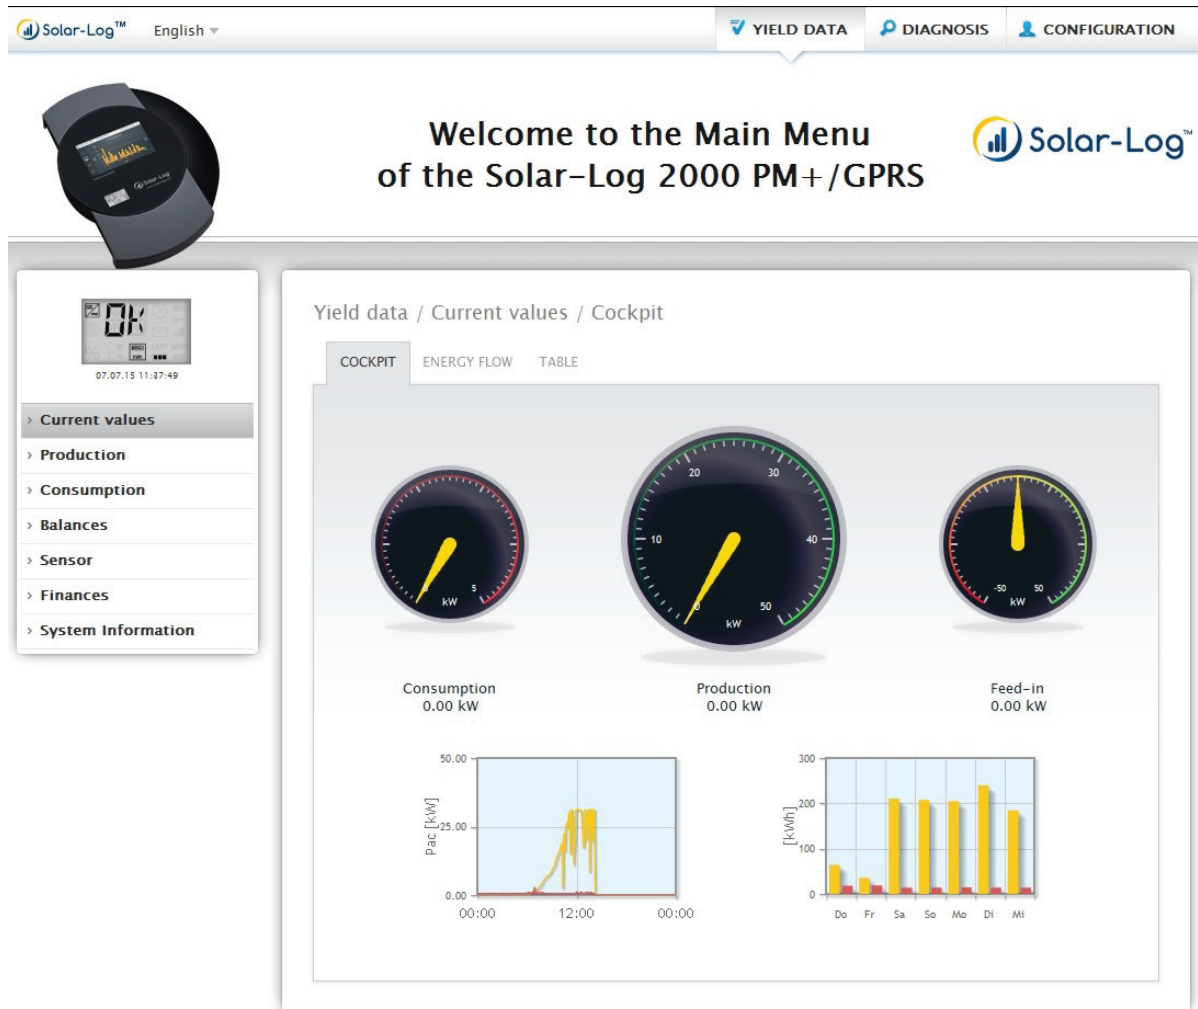 Solar-Log™
English
YIELD DATA
DIAGNOSIS
CONFIGURATION
Welcome to the Main Menu
of the Solar-Log 2000 PM+/GPRS
Solar-Log™
Solar-Log
OK
07.07.15 11:37:49
Current values
Production
Consumption
Balances
Sensor
Finances
System Information
Yield data / Current values / Cockpit
COCKPIT
ENERGY FLOW
TABLE
0
5
kW
0
10
20
30
40
50
kW
-50
50
kW
Consumption
0.00 kW
Production
0.00 kW
Feed-in
0.00 kW
50.00
25.00
0.00
Pac [kW]
00:00
12:00
00:00
300
200
100
0
[kWh]
Do
Fr
Sa
So
Mo
Di
Mi